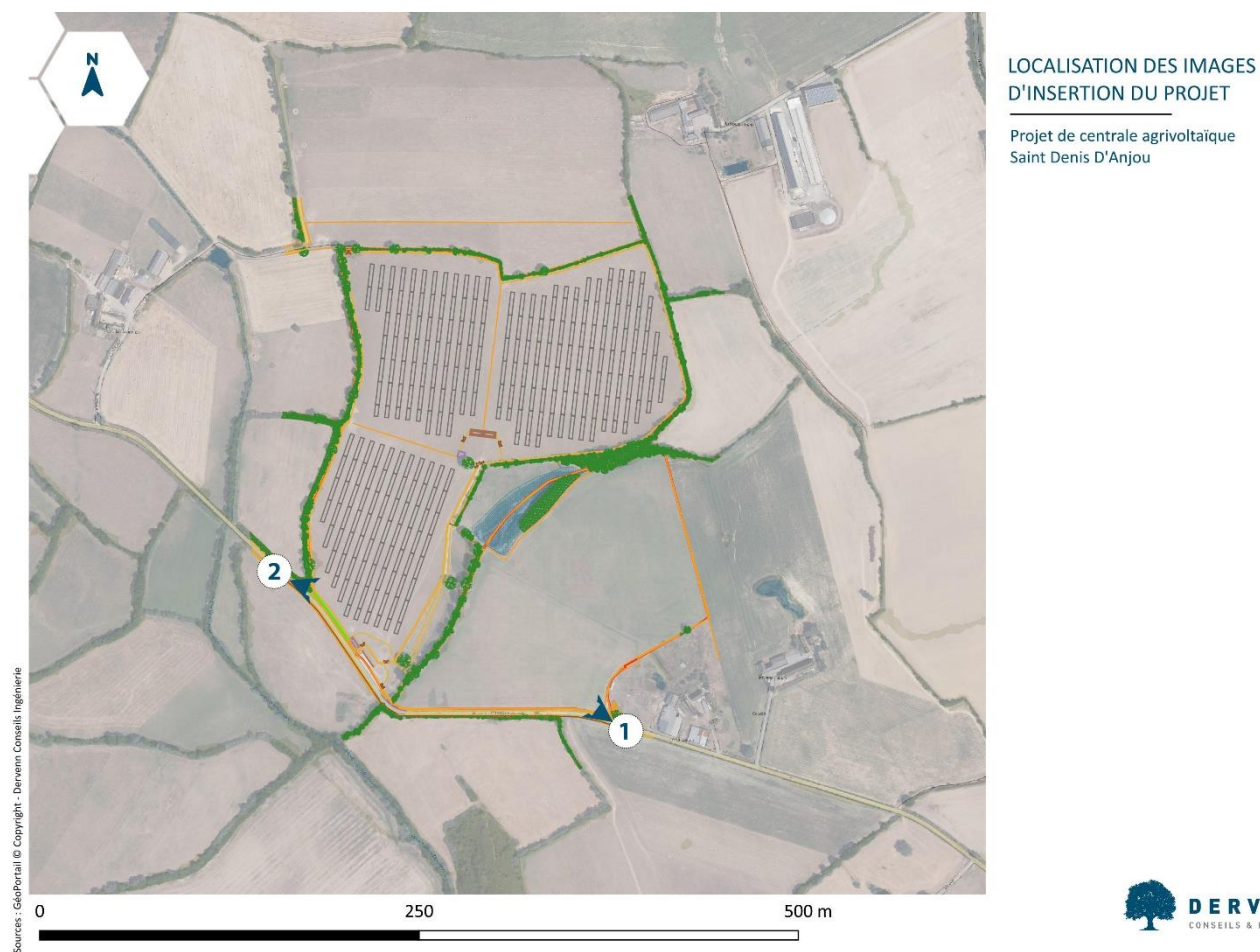 N
LOCALISATION DES IMAGES
D'INSERTION DU PROJET
Projet de centrale agrivoltaïque
Saint Denis D'Anjou
2
1
Sources : GéoPortail © Copyright - Dervenn Conseils Ingénierie
0
250
500 m
DERV
CONSEILS &